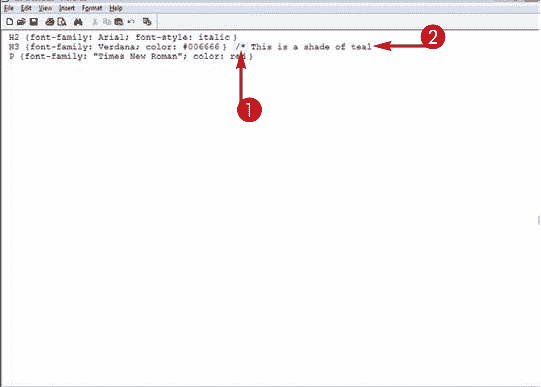 File Edit View Insert Format Help
H2 {font-family: Arial; font-style: italic}
H3 {font-family: Verdana; color: #006666} /* This is a shade of teal
2
P {font-family: "Times New Roman"; color: red}
1